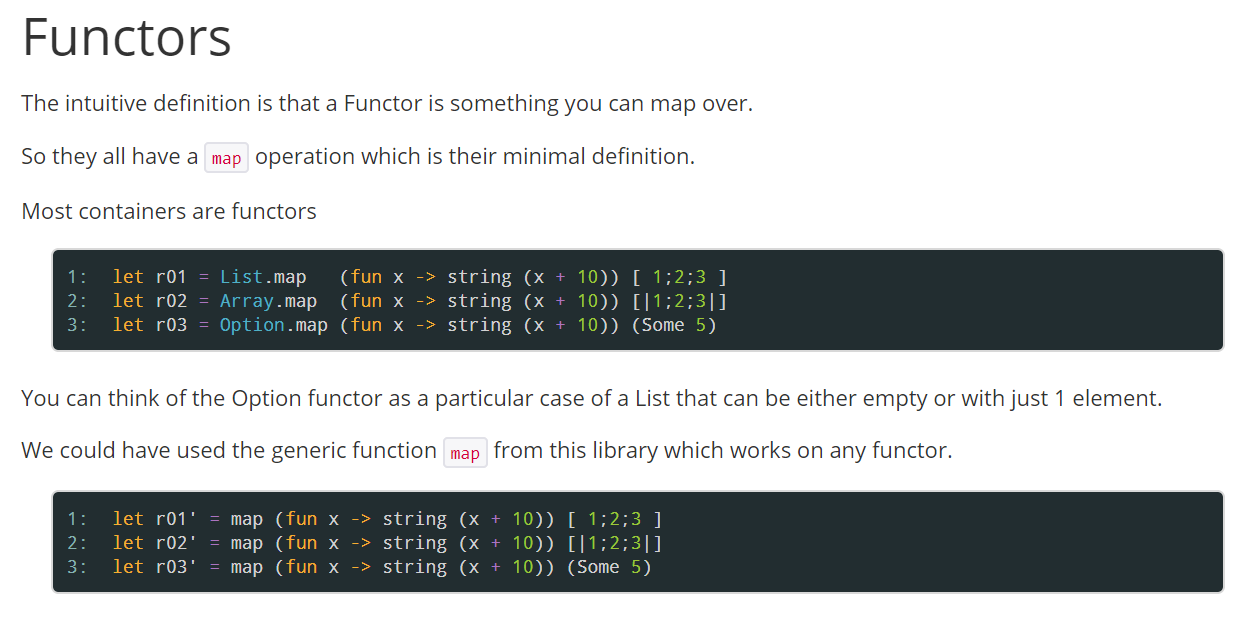 Functors
The intuitive definition is that a Functor is something you can map over.
So they all have a map operation which is their minimal definition.
Most containers are functors
1:  let r01 = List.map   (fun x -> string (x + 10)) [ 1;2;3 ]
2:  let r02 = Array.map  (fun x -> string (x + 10)) [|1;2;3|]
3:  let r03 = Option.map (fun x -> string (x + 10)) (Some 5)
You can think of the Option functor as a particular case of a List that can be either empty or with just 1 element.
We could have used the generic function map from this library which works on any functor.
1:  let r01' = map (fun x -> string (x + 10)) [ 1;2;3 ]
2:  let r02' = map (fun x -> string (x + 10)) [|1;2;3|]
3:  let r03' = map (fun x -> string (x + 10)) (Some 5)